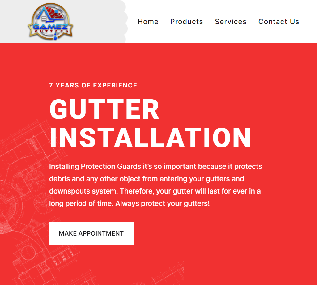 Home Products Services Contact Us
7 YEARS OF EXPERIENCE
GUTTER
INSTALLATION
Installing Protection Guards it's so important because it protects
debris and any other object from entering your gutters and
downspouts system. Therefore, your gutter will last for ever in a
long period of time. Always protect your gutters!
MAKE APPOINTMENT